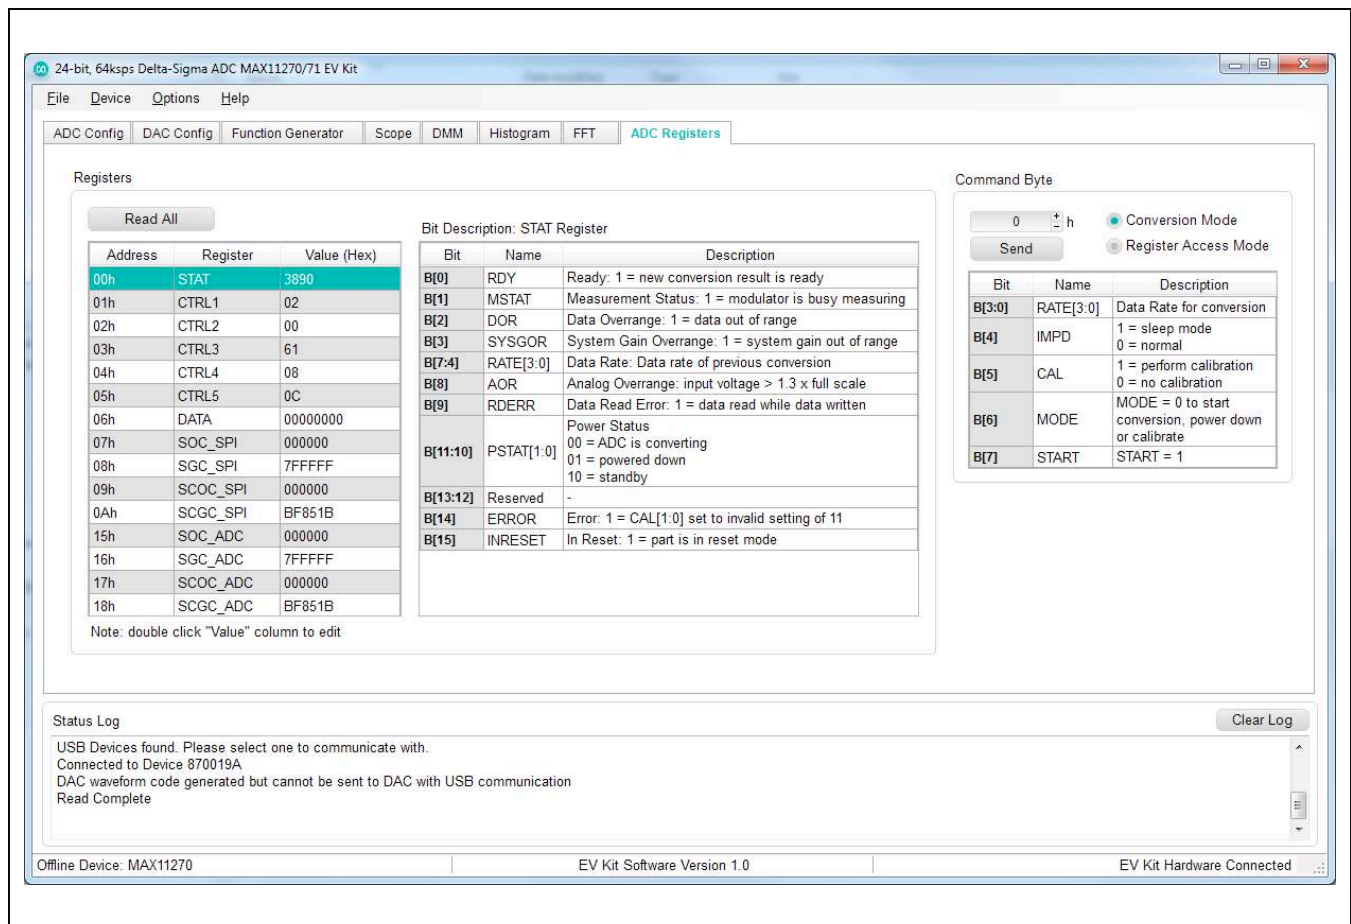 24-bit, 64ksps Delta-Sigma ADC MAX11270/71 EV Kit
File Device Options Help
ADC Config DAC Config Function Generator Scope DMM Histogram FFT ADC Registers
Registers
Read All
Address Register Value (Hex)
00h STAT 3890
01h CTRL1 02
02h CTRL2 00
03h CTRL3 61
04h CTRL4 08
05h CTRL5 0C
06h DATA 00000000
07h SOC_SPI 000000
08h SGC_SPI 7FFFFF
09h SCOC_SPI 000000
0Ah SCGC_SPI BF851B
15h SOC_ADC 000000
16h SGC_ADC 7FFFFF
17h SCOC_ADC 000000
18h SCGC_ADC BF851B
Note: double click "Value" column to edit
Bit Description: STAT Register
Bit Name Description
B[0] RDY Ready: 1 = new conversion result is ready
B[1] MSTAT Measurement Status: 1 = modulator is busy measuring
B[2] DOR Data Overrange: 1 = data out of range
B[3] SYSGOR System Gain Overrange: 1 = system gain out of range
B[7:4] RATE[3:0] Data Rate: Data rate of previous conversion
B[8] AOR Analog Overrange: input voltage > 1.3 x full scale
B[9] RDERR Data Read Error: 1 = data read while data written
B[11:10] PSTAT[1:0] Power Status
00 = ADC is converting
01 = powered down
10 = standby
B[13:12] Reserved -
B[14] ERROR Error: 1 = CAL[1:0] set to invalid setting of 11
B[15] INRESET In Reset: 1 = part is in reset mode
Command Byte
0 h Conversion Mode
Send Register Access Mode
Bit Name Description
B[3:0] RATE[3:0] Data Rate for conversion
B[4] IMPD 1 = sleep mode
0 = normal
B[5] CAL 1 = perform calibration
0 = no calibration
B[6] MODE MODE = 0 to start
conversion, power down
or calibrate
B[7] START START = 1
Status Log
Clear Log
USB Devices found. Please select one to communicate with.
Connected to Device 870019A
DAC waveform code generated but cannot be sent to DAC with USB communication
Read Complete
Offline Device: MAX11270 EV Kit Software Version 1.0 EV Kit Hardware Connected